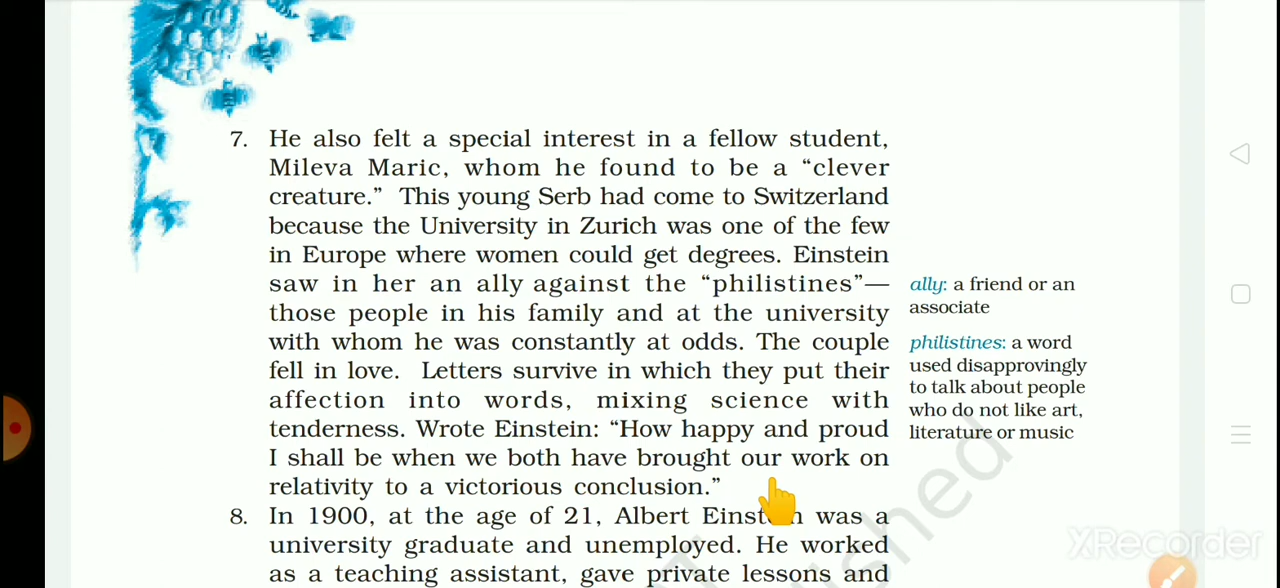 7. He also felt a special interest in a fellow student,
Mileva Maric, whom he found to be a “clever
creature.” This young Serb had come to Switzerland
because the University in Zurich was one of the few
in Europe where women could get degrees. Einstein
saw in her an ally against the “philistines”—
those people in his family and at the university
with whom he was constantly at odds. The couple
fell in love. Letters survive in which they put their
affection into words, mixing science with
tenderness. Wrote Einstein: “How happy and proud
I shall be when we both have brought our work on
relativity to a victorious conclusion.”
8. In 1900, at the age of 21, Albert Einstein was a
university graduate and unemployed. He worked
as a teaching assistant, gave private lessons and
ally: a friend or an
associate
philistines: a word
used disapprovingly
to talk about people
who do not like art,
literature or music
XRecorder